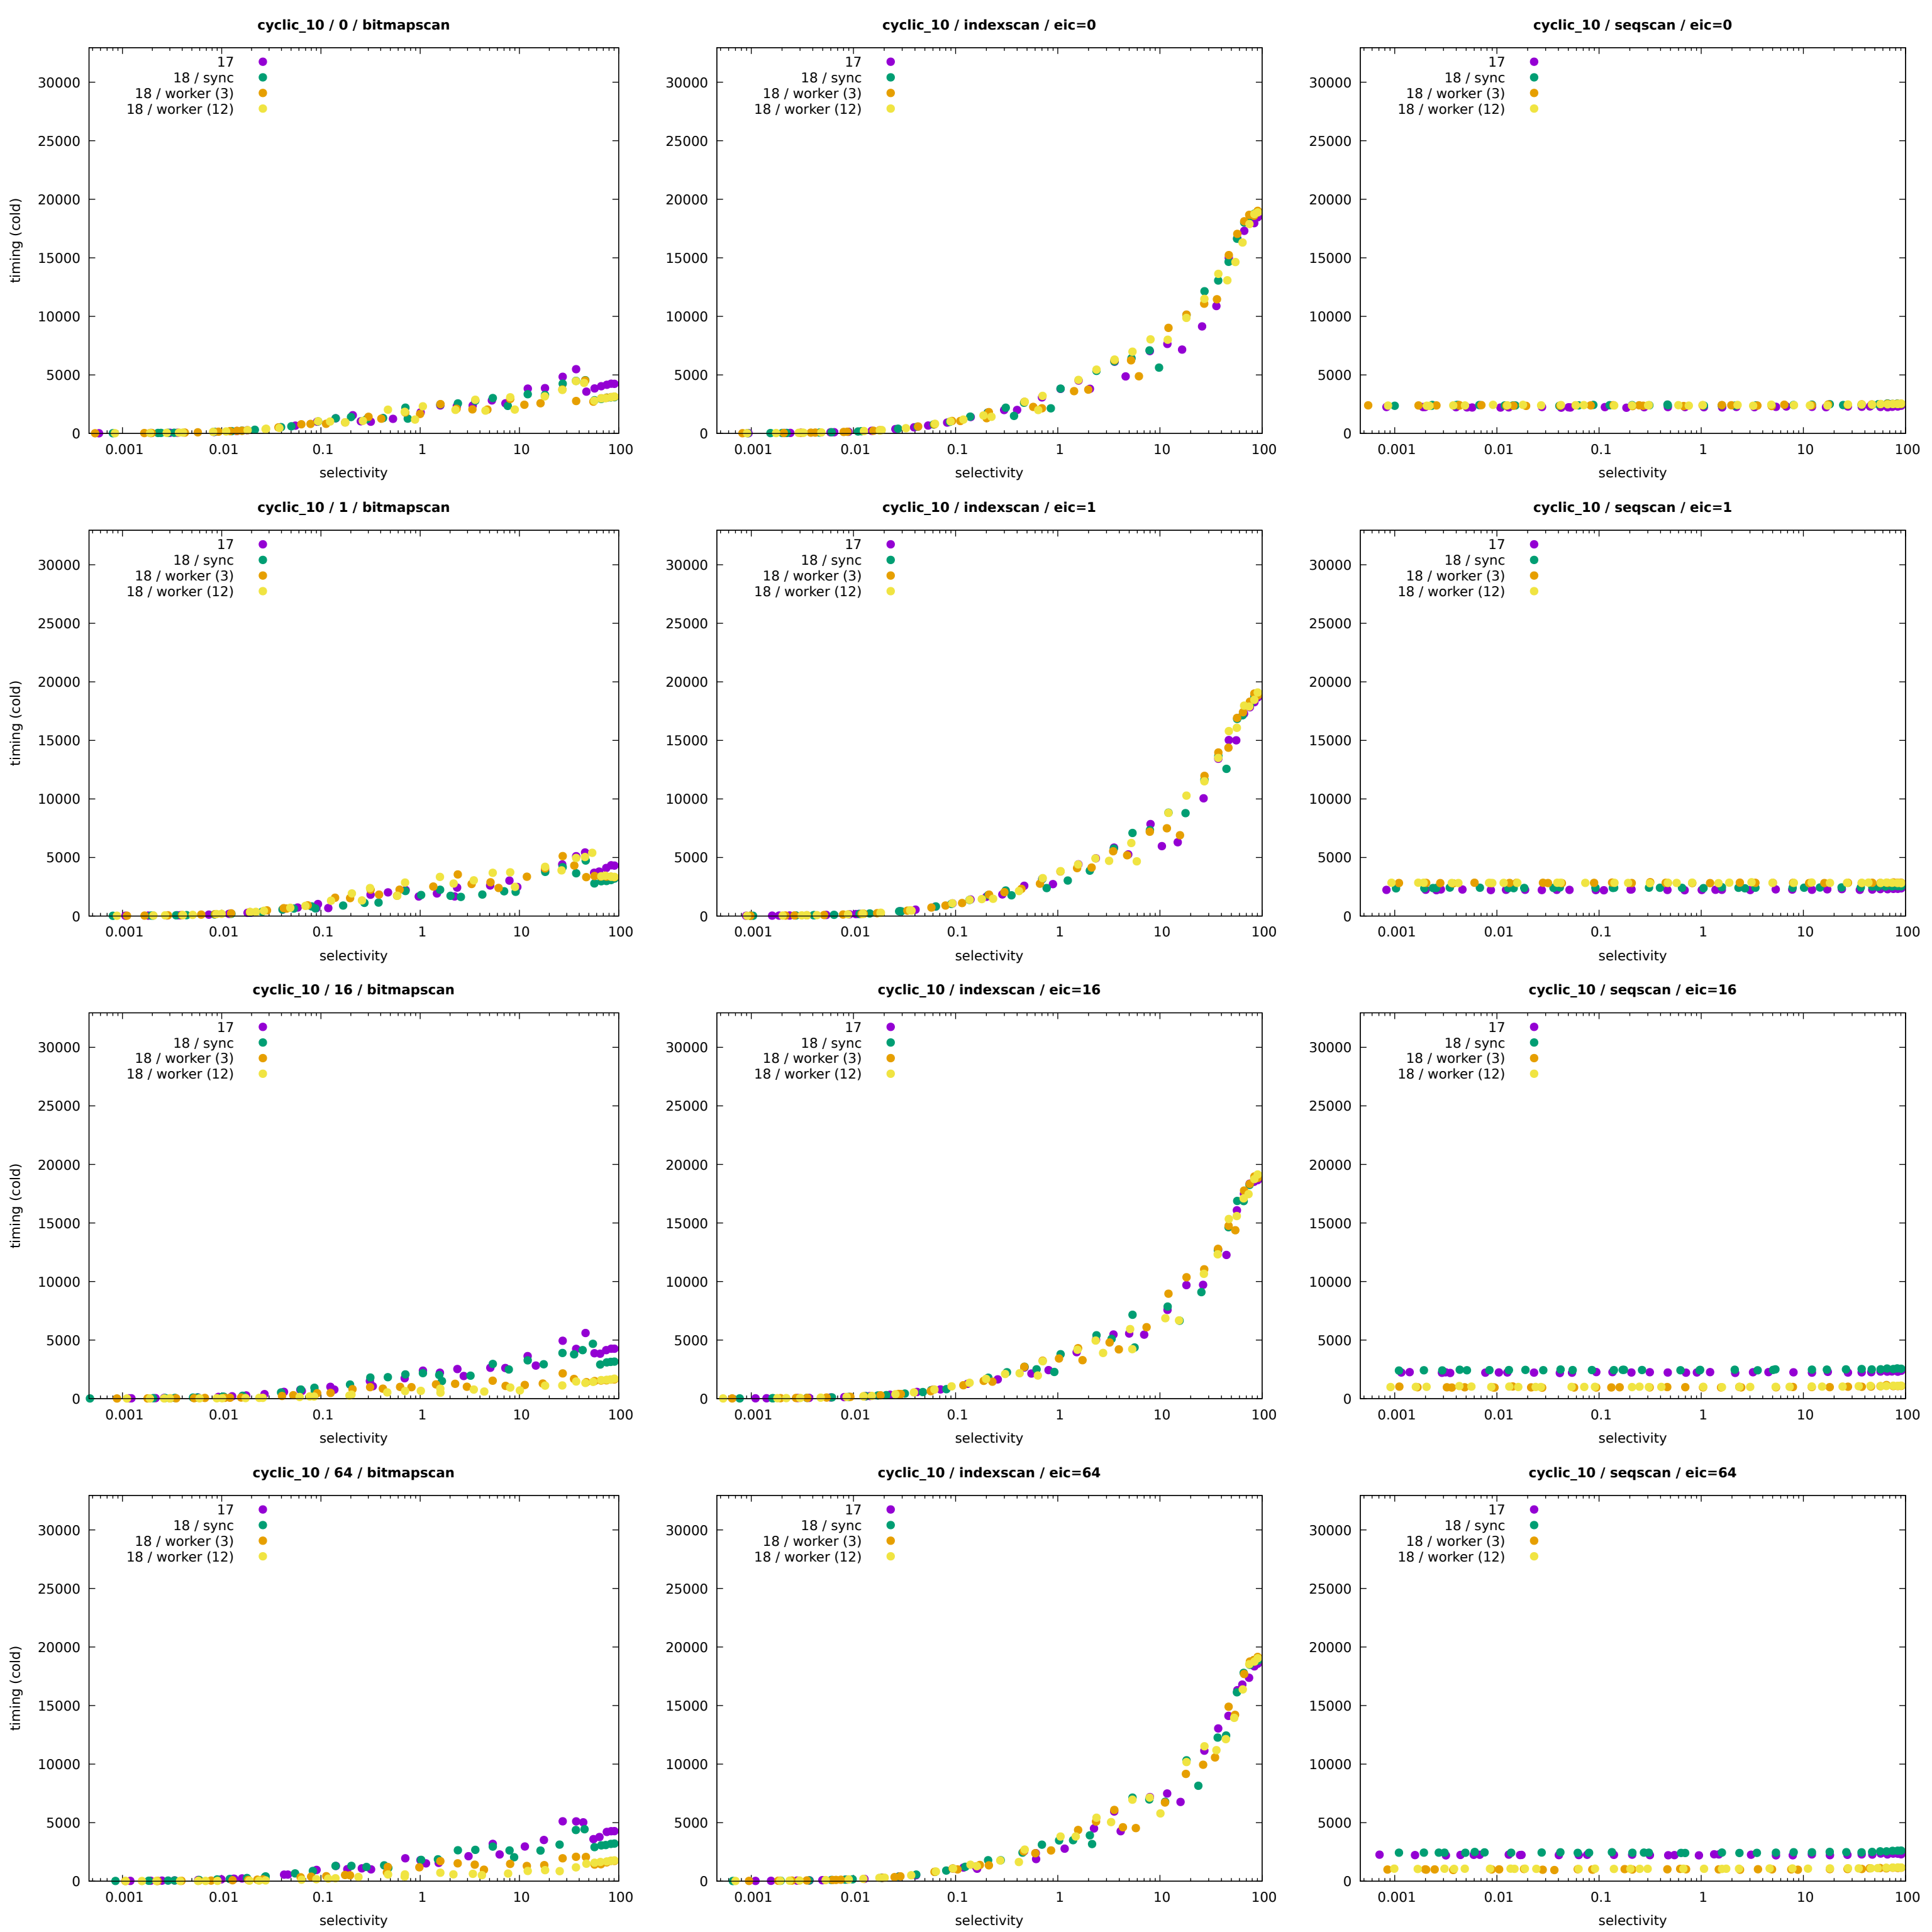 cyclic_10 / 0 / bitmapscan
timing (cold)
30000
25000
20000
15000
10000
5000
0
17
18 / sync
18 / worker (3)
18 / worker (12)
0.001 0.01 0.1 1 10 100
selectivity
cyclic_10 / indexscan / eic=0
30000
25000
20000
15000
10000
5000
0
17
18 / sync
18 / worker (3)
18 / worker (12)
0.001 0.01 0.1 1 10 100
selectivity
cyclic_10 / seqscan / eic=0
30000
25000
20000
15000
10000
5000
0
17
18 / sync
18 / worker (3)
18 / worker (12)
0.001 0.01 0.1 1 10 100
selectivity
cyclic_10 / 1 / bitmapscan
timing (cold)
30000
25000
20000
15000
10000
5000
0
17
18 / sync
18 / worker (3)
18 / worker (12)
0.001 0.01 0.1 1 10 100
selectivity
cyclic_10 / indexscan / eic=1
30000
25000
20000
15000
10000
5000
0
17
18 / sync
18 / worker (3)
18 / worker (12)
0.001 0.01 0.1 1 10 100
selectivity
cyclic_10 / seqscan / eic=1
30000
25000
20000
15000
10000
5000
0
17
18 / sync
18 / worker (3)
18 / worker (12)
0.001 0.01 0.1 1 10 100
selectivity
cyclic_10 / 16 / bitmapscan
timing (cold)
30000
25000
20000
15000
10000
5000
0
17
18 / sync
18 / worker (3)
18 / worker (12)
0.001 0.01 0.1 1 10 100
selectivity
cyclic_10 / indexscan / eic=16
30000
25000
20000
15000
10000
5000
0
17
18 / sync
18 / worker (3)
18 / worker (12)
0.001 0.01 0.1 1 10 100
selectivity
cyclic_10 / seqscan / eic=16
30000
25000
20000
15000
10000
5000
0
17
18 / sync
18 / worker (3)
18 / worker (12)
0.001 0.01 0.1 1 10 100
selectivity
cyclic_10 / 64 / bitmapscan
timing (cold)
30000
25000
20000
15000
10000
5000
0
17
18 / sync
18 / worker (3)
18 / worker (12)
0.001 0.01 0.1 1 10 100
selectivity
cyclic_10 / indexscan / eic=64
30000
25000
20000
15000
10000
5000
0
17
18 / sync
18 / worker (3)
18 / worker (12)
0.001 0.01 0.1 1 10 100
selectivity
cyclic_10 / seqscan / eic=64
30000
25000
20000
15000
10000
5000
0
17
18 / sync
18 / worker (3)
18 / worker (12)
0.001 0.01 0.1 1 10 100
selectivity